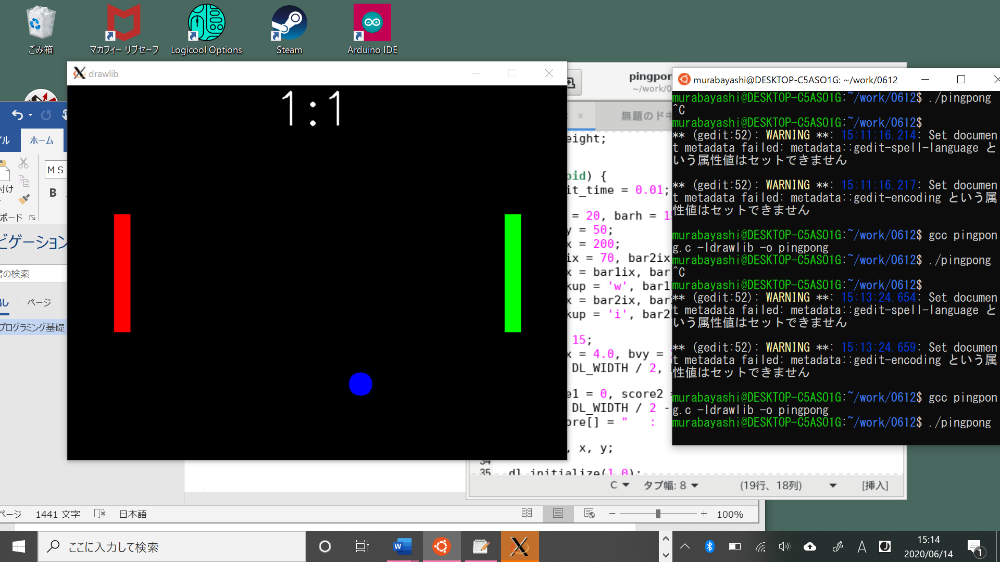 ごみ箱
マカフィー リブセーフ
Logicool Options
Steam
Arduino IDE
drawlib
1:1
ホーム
M S
B
ボード
ビゲーション
書の検索
ページ
プログラミング基礎
1441 文字
日本語
100%
~/work/0
無題のドキ
eight;
oid) {
it_time = 0.01;
= 20, barh = 1
y = 50;
x = 200;
ix = 70, bar2ix
x = bar1ix, bar
kup = 'w', bar1
x = bar2ix, bar
kup = 'i', bar2
15;
x = 4.0, bvy =
DL_WIDTH / 2,
e1 = 0, score2
DL_WIDTH / 2 -
ore[] = "   :
, x, y;
34
35 dl_initialize(1.0);
C
タブ幅: 8
(19行、18列)
[挿入]
murabayashi@DESKTOP-C5ASO1G: ~/work/0612
murabayashi@DESKTOP-C5ASO1G:~/work/0612$ ./pingpong
^C
murabayashi@DESKTOP-C5ASO1G:~/work/0612$
** (gedit:52): WARNING **: 15:11:16.214: Set documen
t metadata failed: metadata::gedit-spell-language と
いう属性値はセットできません
** (gedit:52): WARNING **: 15:11:16.217: Set documen
t metadata failed: metadata::gedit-encoding という属
性値はセットできません
murabayashi@DESKTOP-C5ASO1G:~/work/0612$ gcc pingpon
g.c -ldrawlib -o pingpong
murabayashi@DESKTOP-C5ASO1G:~/work/0612$ ./pingpong
^C
murabayashi@DESKTOP-C5ASO1G:~/work/0612$
** (gedit:52): WARNING **: 15:13:24.654: Set documen
t metadata failed: metadata::gedit-spell-language と
いう属性値はセットできません
** (gedit:52): WARNING **: 15:13:24.659: Set documen
t metadata failed: metadata::gedit-encoding という属
性値はセットできません
murabayashi@DESKTOP-C5ASO1G:~/work/0612$ gcc pingpon
g.c -ldrawlib -o pingpong
murabayashi@DESKTOP-C5ASO1G:~/work/0612$ ./pingpong
ここに入力して検索
A
15:14
2020/06/14
1